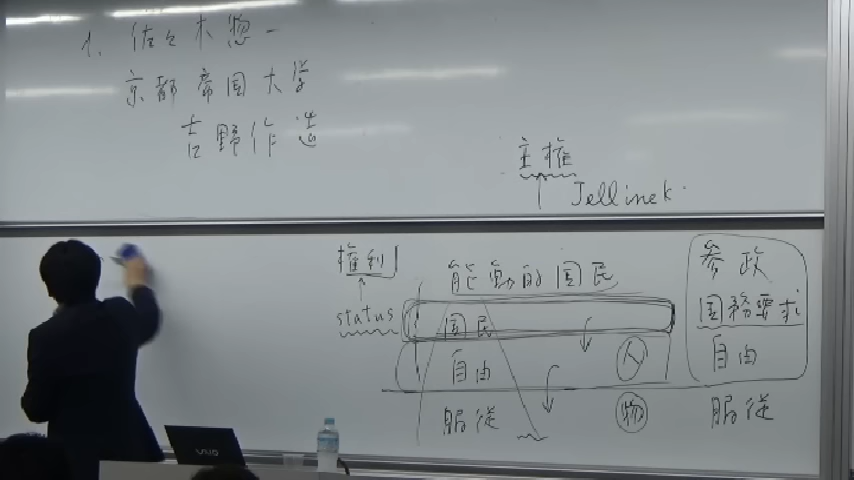 1. 佐々木惣一
京都帝国大学
吉野作造
主権
Jellinek
権利
status
能動的国民
国民
自由
服従
人
物
参政
国務要求
自由
服従
VAIO